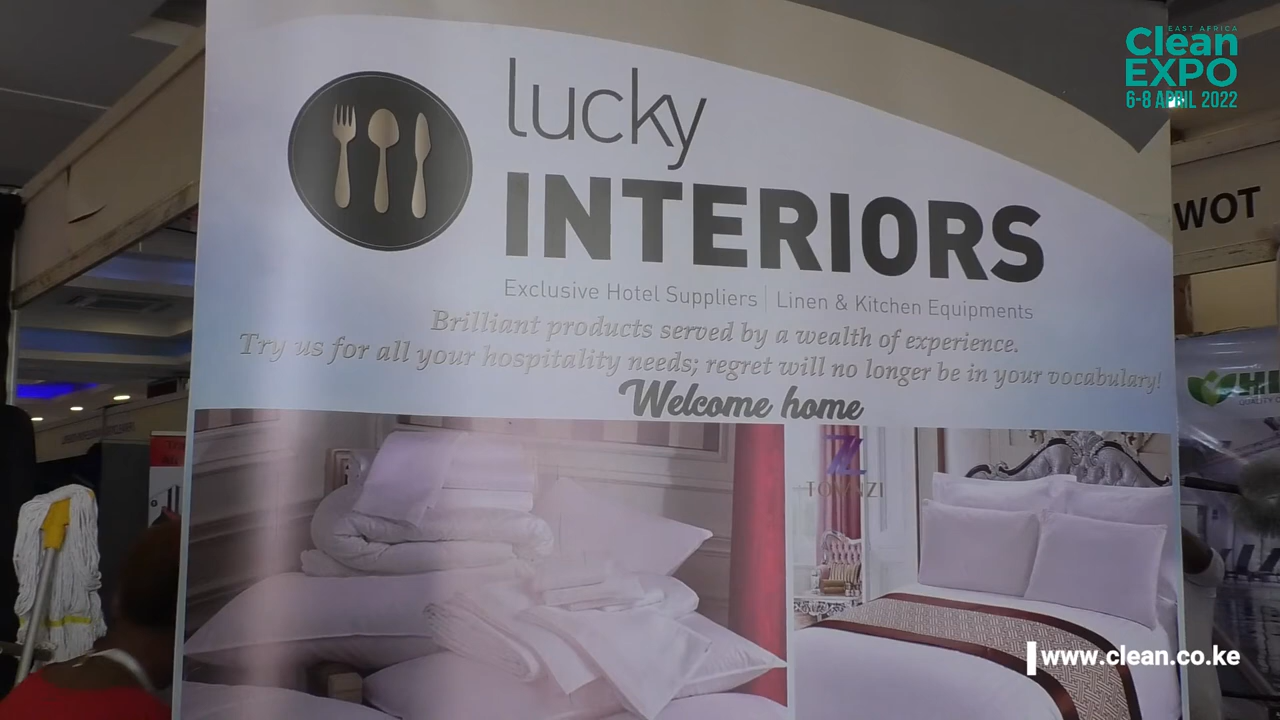 EAST AFRICA
Clean
EXPO
6-8 APRIL 2022
lucky
INTERIORS
Exclusive Hotel Suppliers | Linen & Kitchen Equipments
Brilliant products served by a wealth of experience.
Try us for all your hospitality needs; regret will no longer be in your vocabulary!
Welcome home
WOT
TOWNZI
www.clean.co.ke